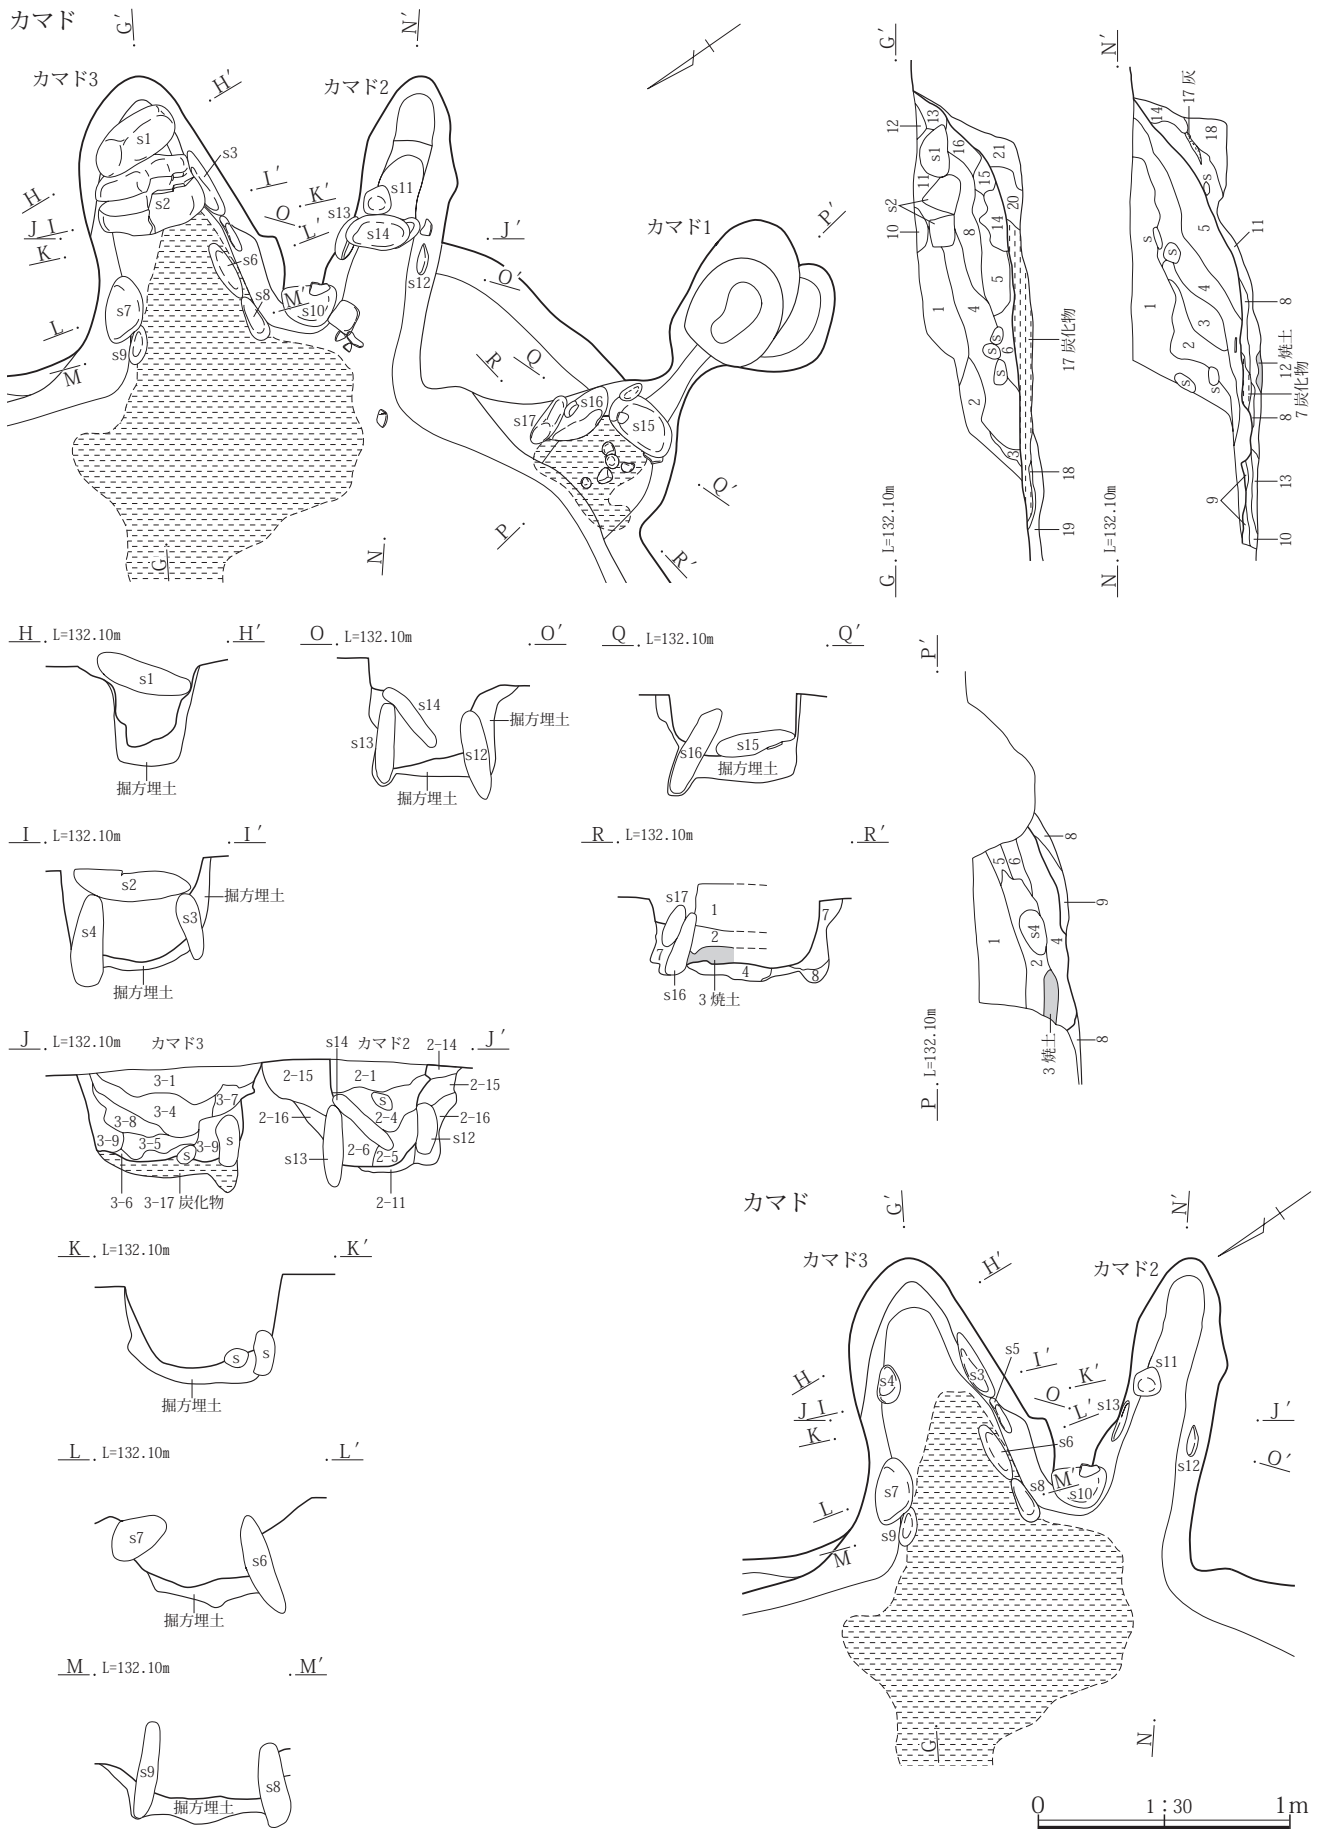 カマド
G′
N′
カマド3
H′
カマド2
s1
s3
s2
I′
K′
O
L′
s13
s11
s14
H
J I
K
L
M
s6
s8
M′
s10
s12
s7
s9
J′
O′
カマド1
P′
R
Q
s17
s16
s15
Q′
P
R′
G
N
G′
12
13
s1
16
21
11
15
s2
10
8
14
20
5
1
4
s
s
6
s
17 炭化物
2
3
18
19
G L=132.10m
N′
17 灰
14
18
s
5
11
s
s
4
1
3
8
2
12 焼土
7 炭化物
s
s
8
13
9
10
N L=132.10m
H L=132.10m H′
s1
掘方埋土
O L=132.10m O′
s14
s13
s12
掘方埋土
掘方埋土
Q L=132.10m Q′
s16
s15
掘方埋土
P′
8
5
6
9
s4
1
4
2
3 焼土
8
P L=132.10m
I L=132.10m I′
s2
s4
s3
掘方埋土
掘方埋土
R L=132.10m R′
s17
1
2
7
7
4
8
s16
3 焼土
J L=132.10m カマド3 s14 カマド2 2-14 J′
3-1
2-15
2-1
2-15
3-7
3-4
s
3-8
2-16
2-4
2-16
3-9
3-5
3-9
s
s
s12
s13
2-6
2-5
3-6
3-17 炭化物
2-11
K L=132.10m K′
s
s
掘方埋土
L L=132.10m L′
s7
s6
掘方埋土
M L=132.10m M′
s9
s8
掘方埋土
カマド
G′
N′
カマド3
H′
カマド2
s5
I′
s3
s4
H
J I
K
K′
O
L′
s13
s11
J′
O′
s6
s12
s7
s8
M′
s10
L
s9
M
G
N
0 1:30 1m